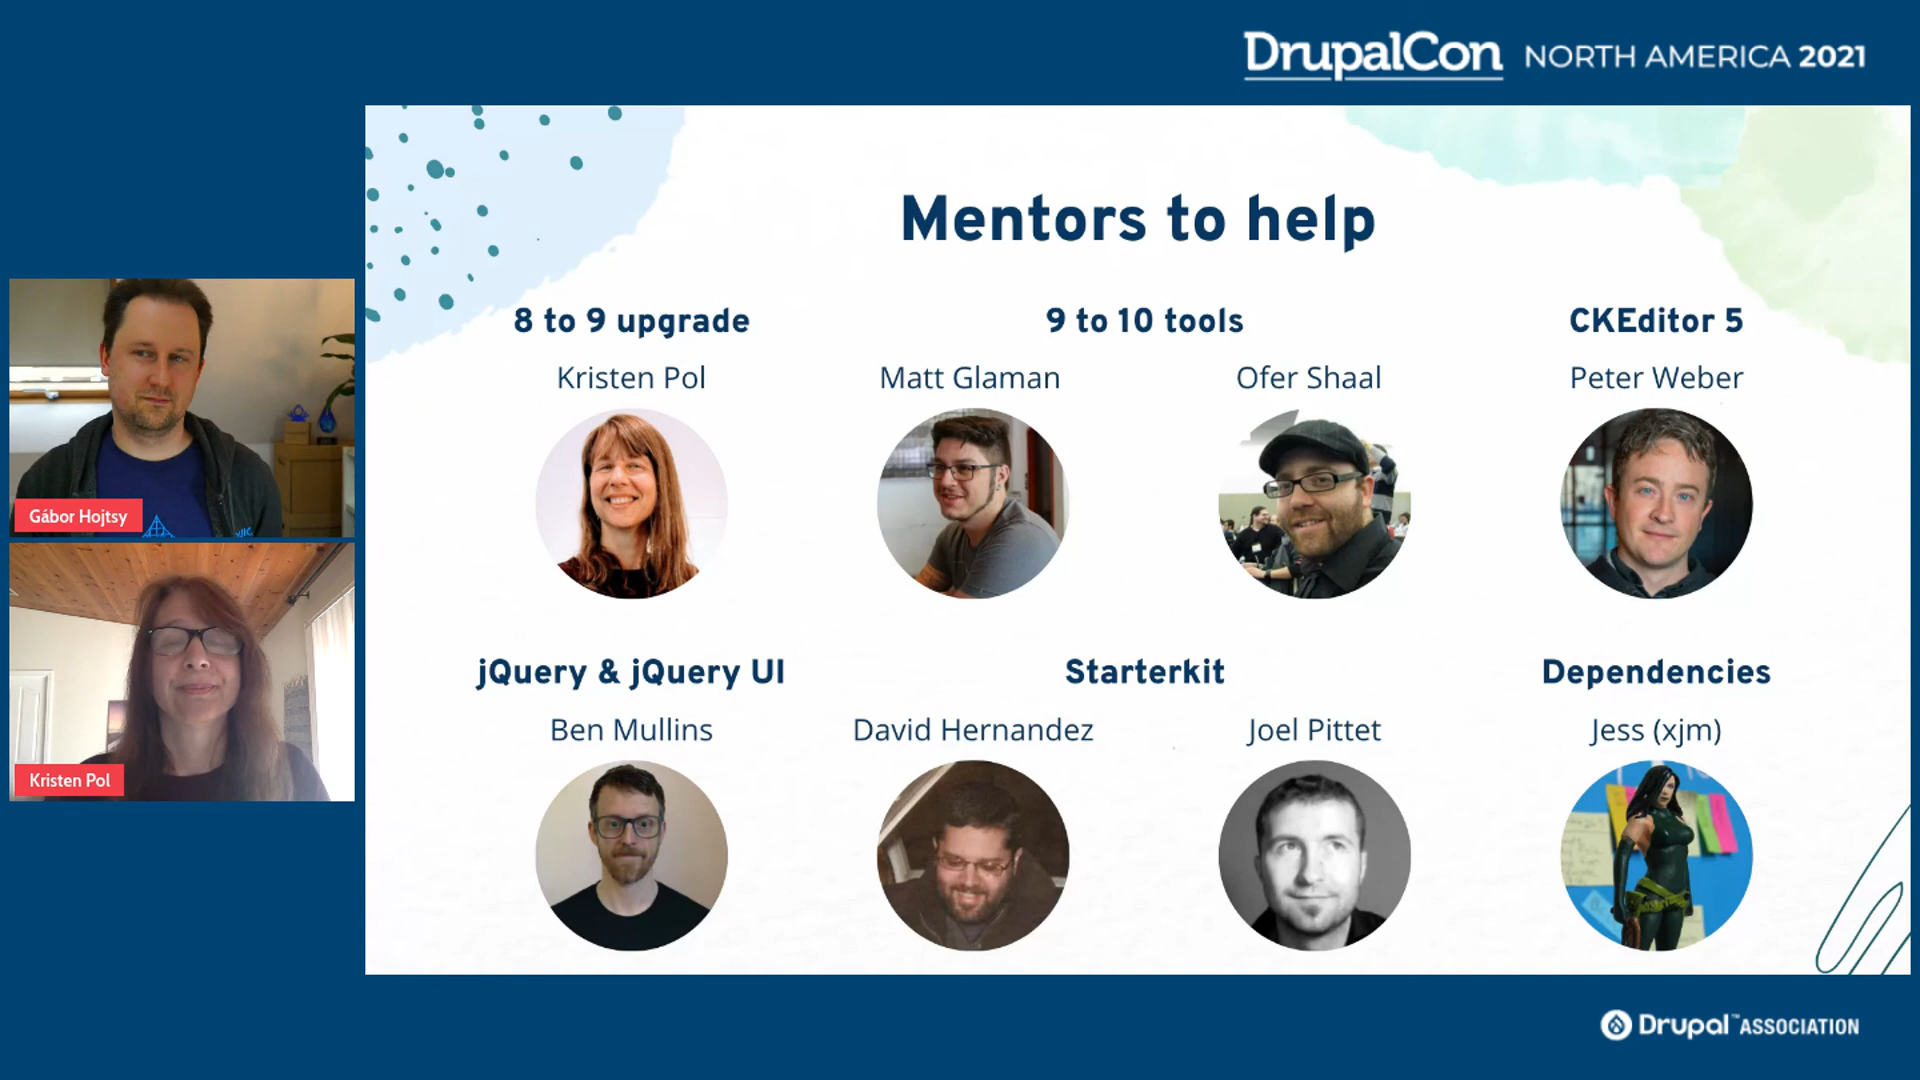 DrupalCon NORTH AMERICA 2021
Mentors to help
8 to 9 upgrade
9 to 10 tools
CKEditor 5
Kristen Pol
Matt Glaman
Ofer Shaal
Peter Weber
jQuery & jQuery UI
Starterkit
Dependencies
Ben Mullins
David Hernandez
Joel Pittet
Jess (xjm)
Gábor Hojtsy
Kristen Pol
Drupal™ ASSOCIATION